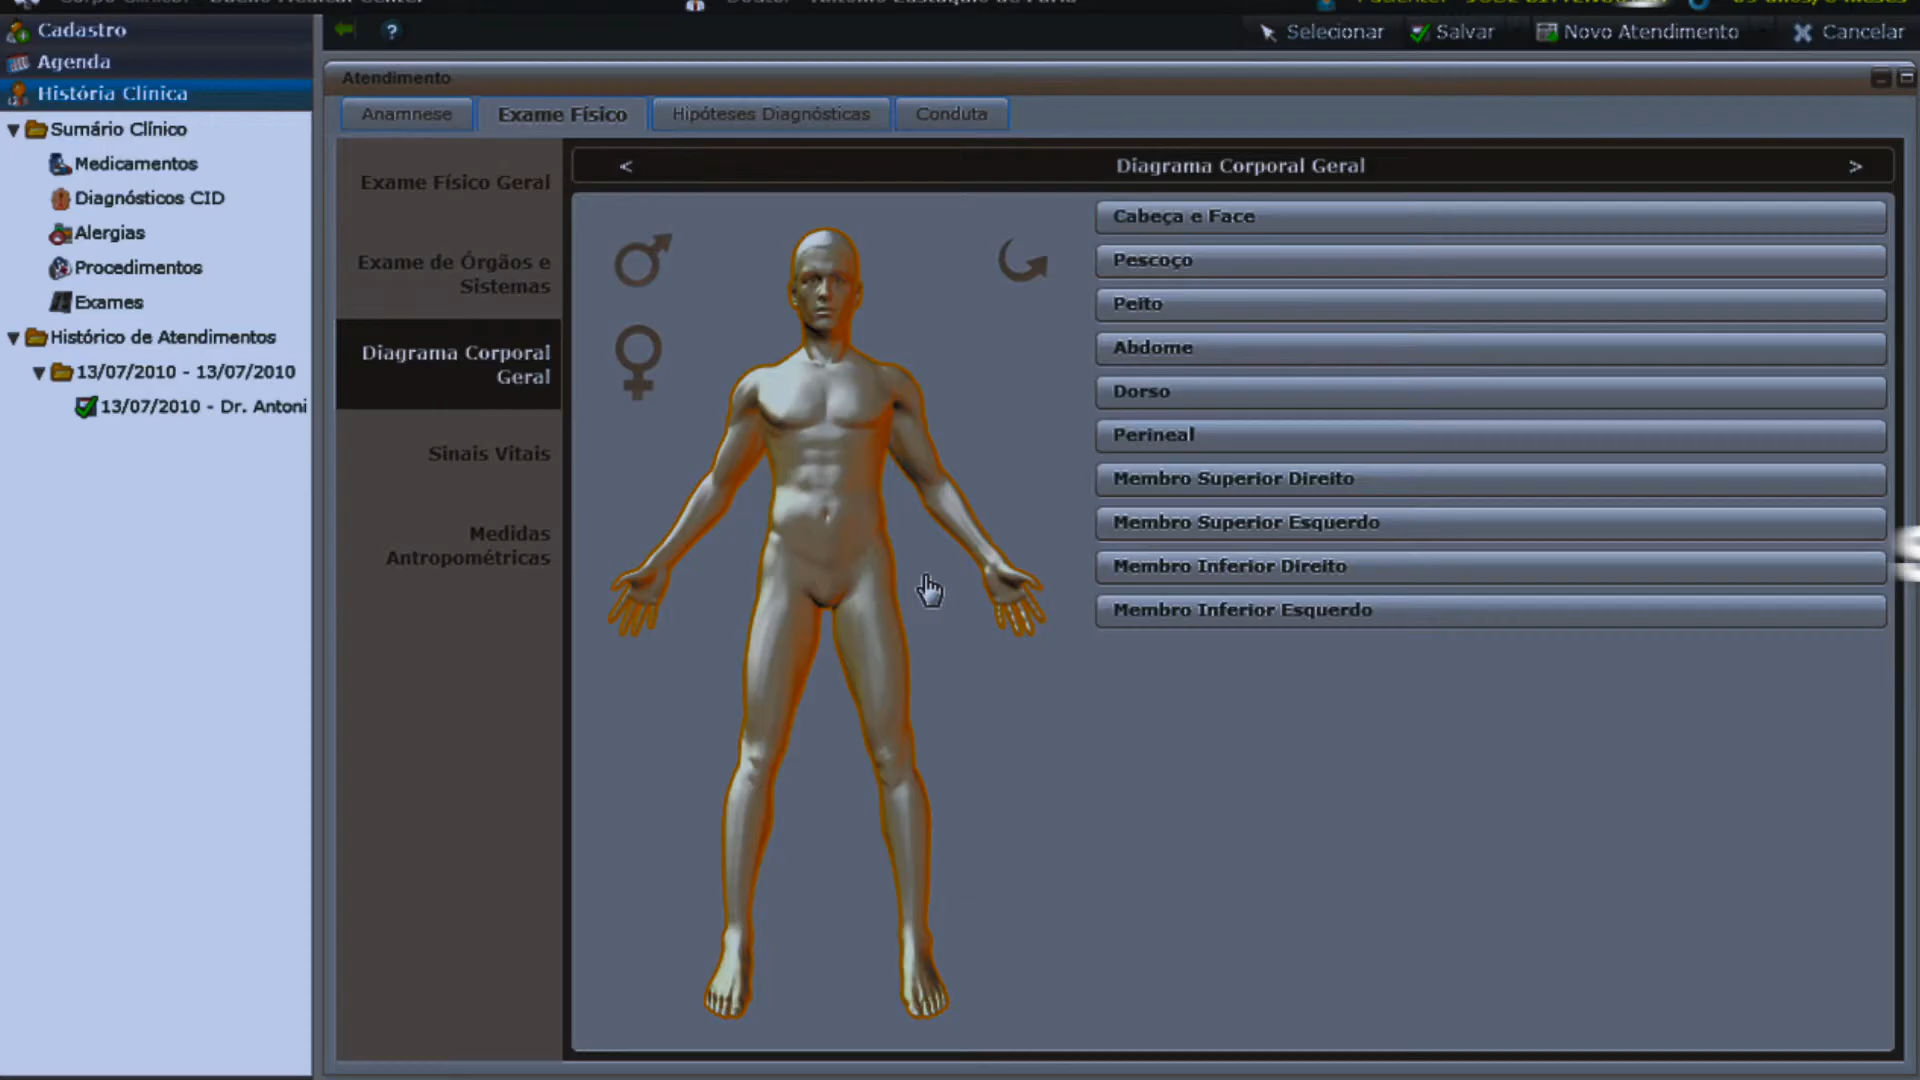 Cadastro
Agenda
História Clínica
Sumário Clínico
Medicamentos
Diagnósticos CID
Alergias
Procedimentos
Exames
Histórico de Atendimentos
13/07/2010 - 13/07/2010
13/07/2010 - Dr. Antoni
?
Selecionar
Salvar
Novo Atendimento
Cancelar
Atendimento
Anamnese
Exame Físico
Hipóteses Diagnósticas
Conduta
Exame Físico Geral
Exame de Órgãos e
Sistemas
Diagrama Corporal
Geral
Sinais Vitais
Medidas
Antropométricas
< Diagrama Corporal Geral >
Cabeça e Face
Pescoço
Peito
Abdome
Dorso
Perineal
Membro Superior Direito
Membro Superior Esquerdo
Membro Inferior Direito
Membro Inferior Esquerdo